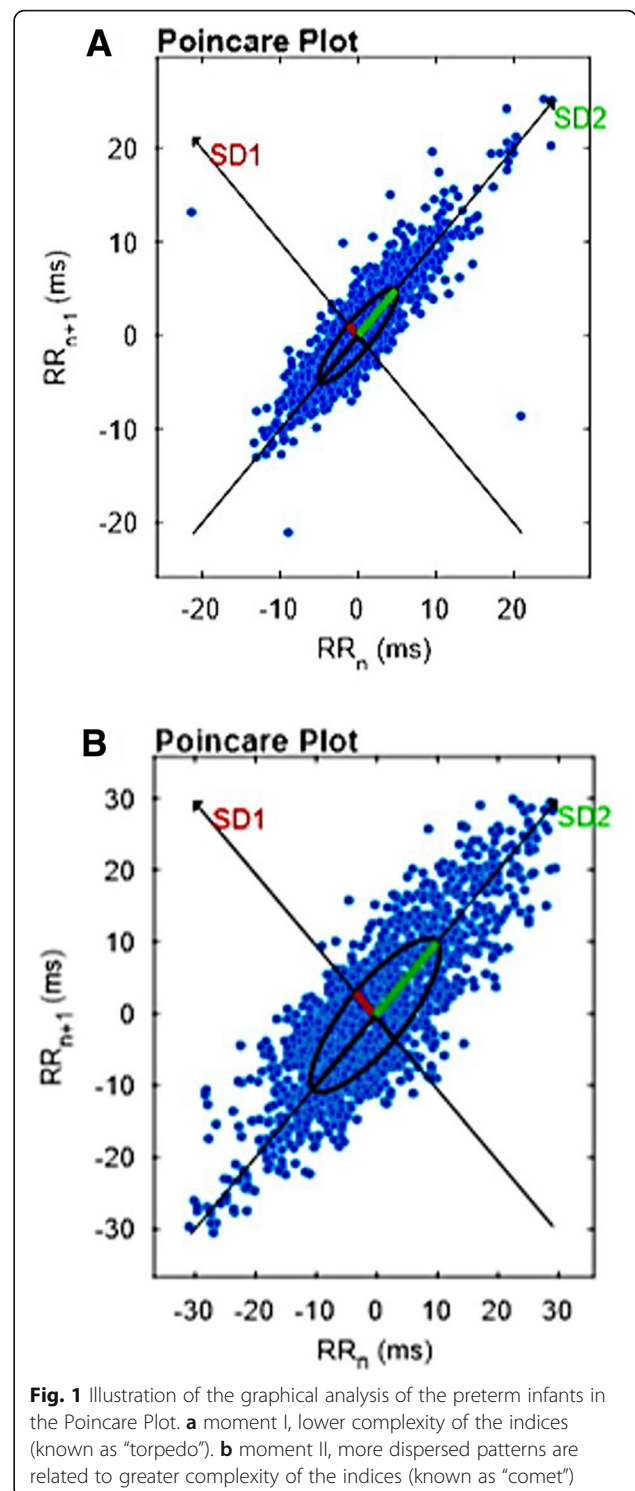 A Poincare Plot
SD1
SD2
20
10
0
-10
-20
RRn+1 (ms)
-20 -10 0 10 20
RRn (ms)
B Poincare Plot
SD1
SD2
30
20
10
0
-10
-20
-30
RRn+1 (ms)
-30 -20 -10 0 10 20 30
RRn (ms)
Fig. 1 Illustration of the graphical analysis of the preterm infants in
the Poincare Plot. a moment I, lower complexity of the indices
(known as “torpedo”). b moment II, more dispersed patterns are
related to greater complexity of the indices (known as “comet”)